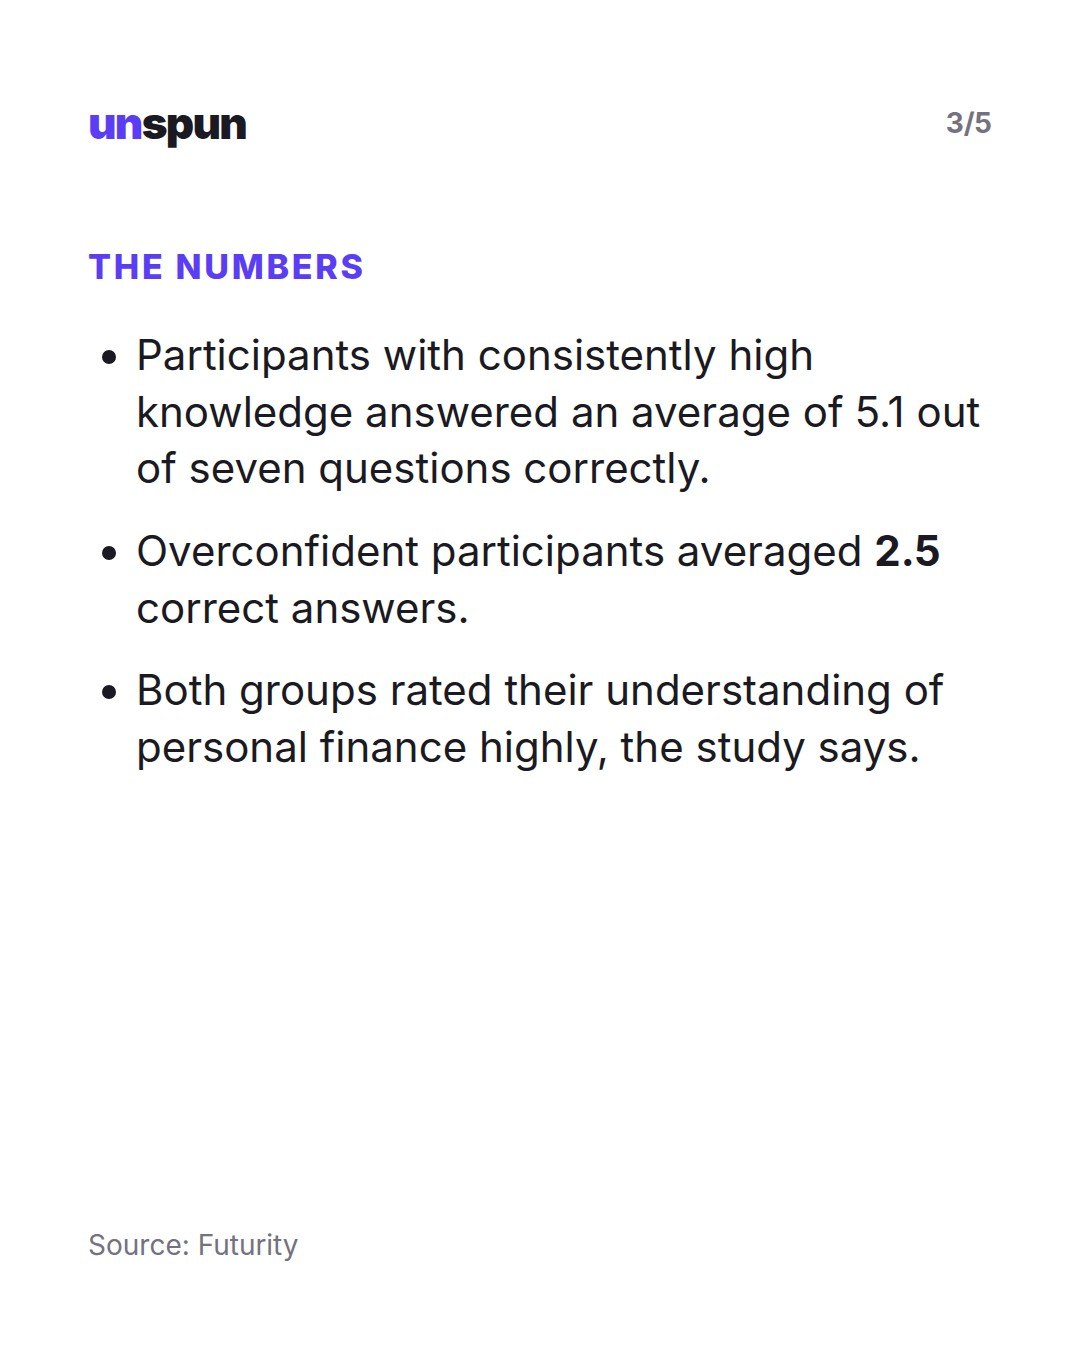 unspun
3/5
THE NUMBERS
• Participants with consistently high
knowledge answered an average of 5.1 out
of seven questions correctly.
• Overconfident participants averaged 2.5
correct answers.
• Both groups rated their understanding of
personal finance highly, the study says.
Source: Futurity